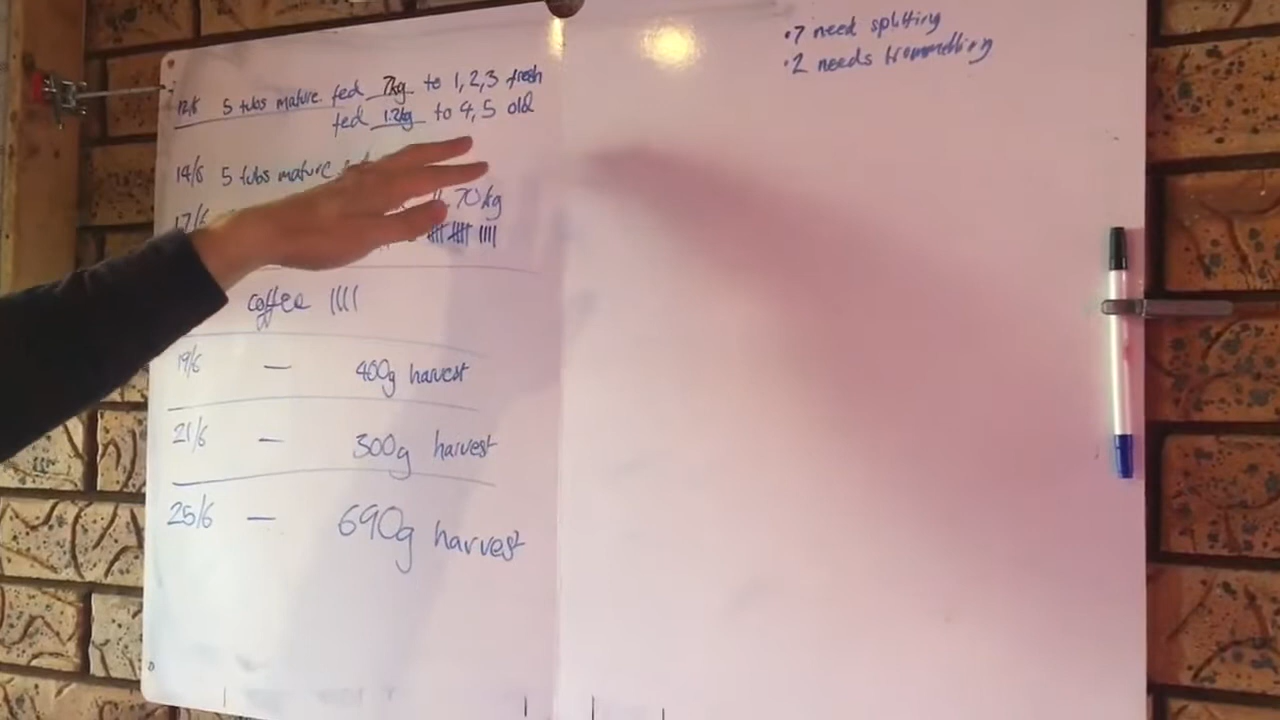 12/6 5 tubs mature fed 7kg to 1,2,3 fresh
fed 1.2kg to 4,5 old
14/6 5 tubs mature
17/6 70kg
coffee ||||
19/6 — 400g harvest
21/6 — 300g harvest
25/6 — 690g harvest
• 7 need splitting
• 2 needs trommelling